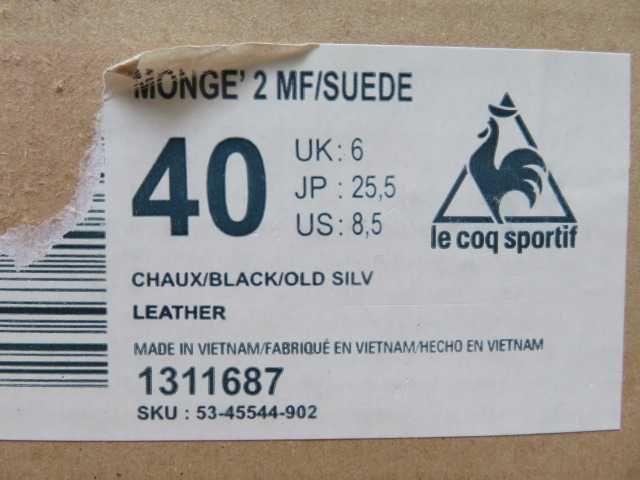 MONGE' 2 MF/SUEDE
40
UK: 6
JP : 25,5
US: 8,5
le coq sportif
CHAUX/BLACK/OLD SILV
LEATHER
MADE IN VIETNAM/FABRIQUÉ EN VIETNAM/HECHO EN VIETNAM
1311687
SKU : 53-45544-902